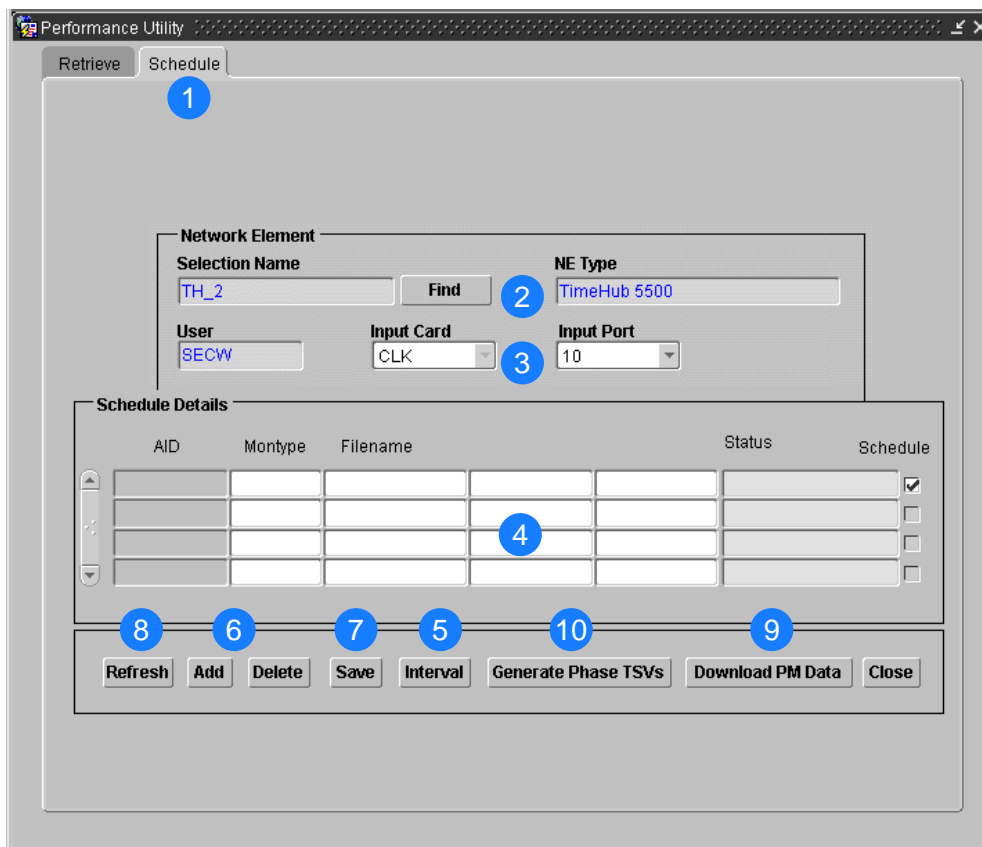 Performance Utility
Retrieve Schedule
1
Network Element
Selection Name NE Type
TH_2 Find 2 TimeHub 5500
User Input Card Input Port
SECW CLK 3 10
Schedule Details
AID Montype Filename Status Schedule
4
8 6 7 5 10 9
Refresh Add Delete Save Interval Generate Phase TSVs Download PM Data Close